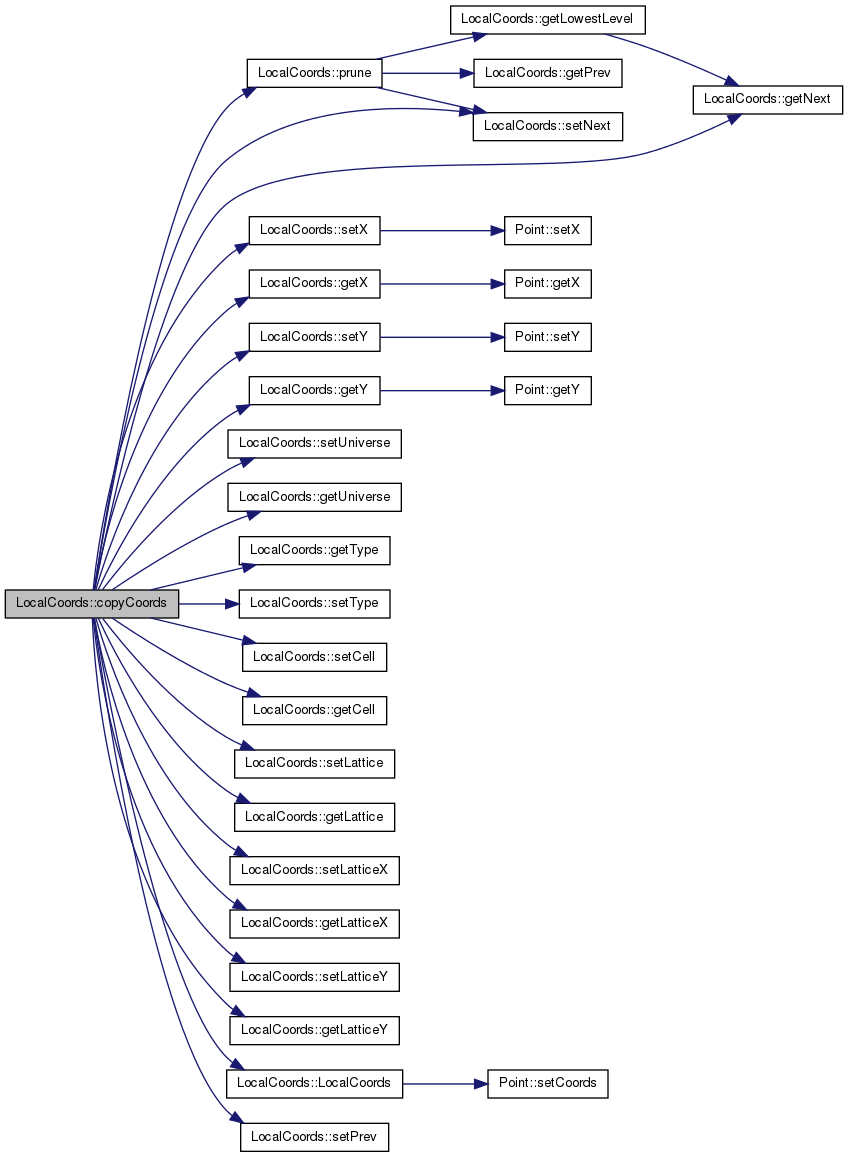 LocalCoords::getLowestLevel
LocalCoords::prune
LocalCoords::getPrev
LocalCoords::getNext
LocalCoords::setNext
LocalCoords::setX
Point::setX
LocalCoords::getX
Point::getX
LocalCoords::setY
Point::setY
LocalCoords::getY
Point::getY
LocalCoords::setUniverse
LocalCoords::getUniverse
LocalCoords::getType
LocalCoords::copyCoords
LocalCoords::setType
LocalCoords::setCell
LocalCoords::getCell
LocalCoords::setLattice
LocalCoords::getLattice
LocalCoords::setLatticeX
LocalCoords::getLatticeX
LocalCoords::setLatticeY
LocalCoords::getLatticeY
LocalCoords::LocalCoords
Point::setCoords
LocalCoords::setPrev